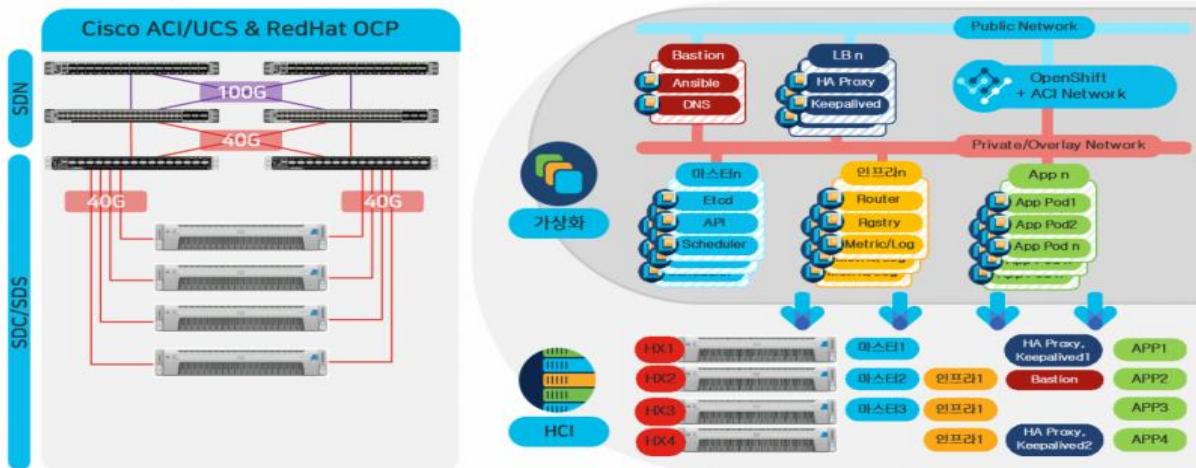 Cisco ACI/UCS & RedHat OCP
SDN
100G
40G
SDC/SDS
40G
40G
Public Network
Bastion
Ansible
DNS
LB n
HA Proxy
Keepalived
OpenShift
+ ACI Network
Private/Overlay Network
가상화
마스터n
Etcd
API
Scheduler
인프라n
Router
Rgstry
Metric/Log
App n
App Pod1
App Pod2
App Pod n
HCI
HX1
마스터1
HA Proxy,
Keepalived1
APP1
HX2
마스터2
인프라1
Bastion
APP2
HX3
마스터3
인프라1
APP3
HX4
인프라1
HA Proxy,
Keepalived2
APP4